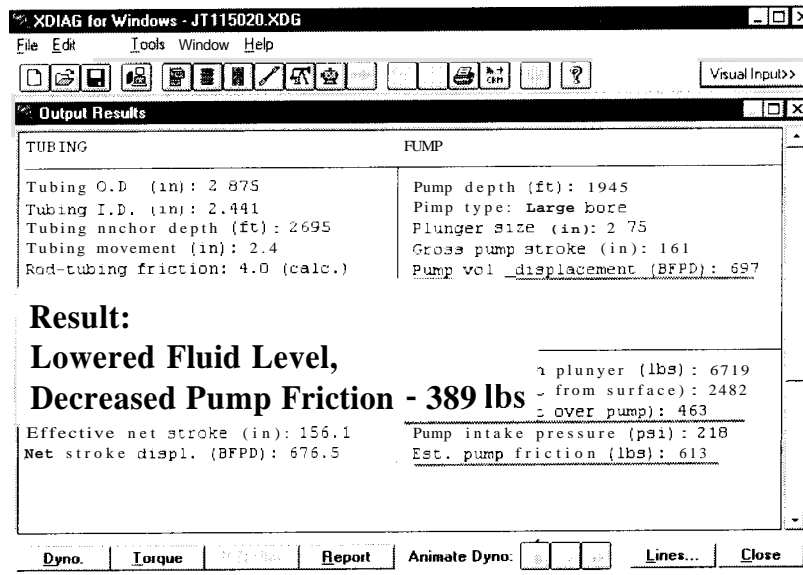 XDIAG for Windows - JT115020.XDG
File Edit Tools Window Help
Visual Input>>
Output Results
TUBING FUMP
Tubing O.D (in): 2 875
Tubing I.D. (in): 2.441
Tubing nnchor depth (ft): 2695
Tubing movement (in): 2.4
Rod-tubing friction: 4.0 (calc.)
Pump depth (ft): 1945
Pimp type: Large bore
Plunger size (in): 2 75
Gross pump stroke (in): 161
Pump vol _displacement (BFPD): 697
Result:
Lowered Fluid Level,
Decreased Pump Friction - 389 lbs
plunyer (lbs): 6719
from surface): 2482
over pump): 463
Effective net stroke (in): 156.1
Net stroke displ. (BFPD): 676.5
Pump intake pressure (psi): 218
Est. pump friction (lbs): 613
Dyno. Torque Report Animate Dyno: Lines... Close